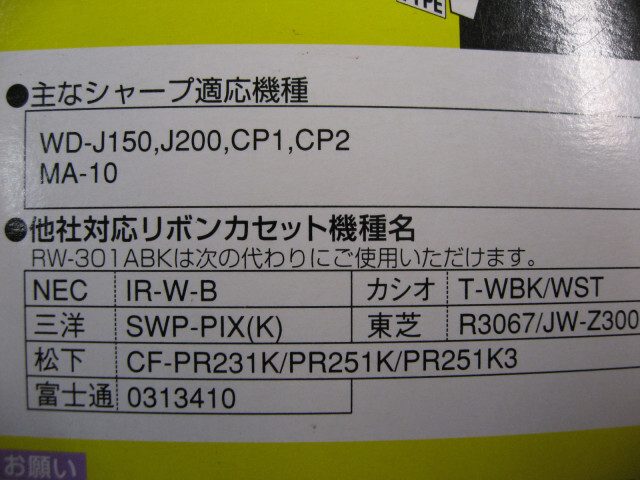 TYPE
●主なシャープ適応機種
WD-J150,J200,CP1,CP2
MA-10
●他社対応リボンカセット機種名
RW-301ABKは次の代わりにご使用いただけます。
NEC IR-W-B カシオ T-WBK/WST
三洋 SWP-PIX(K) 東芝 R3067/JW-Z300
松下 CF-PR231K/PR251K/PR251K3
富士通 0313410
お願い